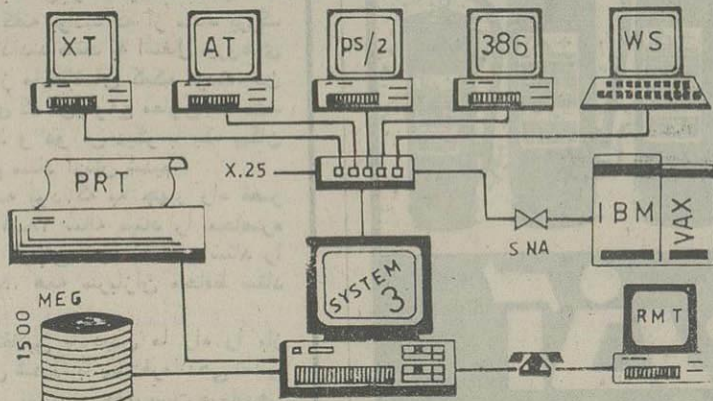 XT
AT
PS/2
386
WS
PRT
X.25
SNA
IBM
VAX
SYSTEM
3
MEG
1500
RMT